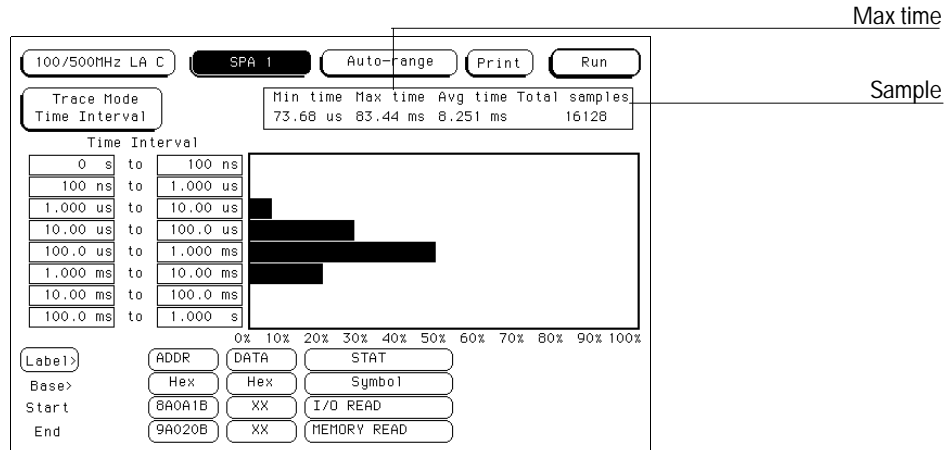 Max time
100/500MHz LA C SPA 1 Auto-range Print Run
Sample
Trace Mode
Time Interval
Min time Max time Avg time Total samples
73.68 us 83.44 ms 8.251 ms 16128
Time Interval
0 s to 100 ns
100 ns to 1.000 us
1.000 us to 10.00 us
10.00 us to 100.0 us
100.0 us to 1.000 ms
1.000 ms to 10.00 ms
10.00 ms to 100.0 ms
100.0 ms to 1.000 s
0% 10% 20% 30% 40% 50% 60% 70% 80% 90% 100%
Label> ADDR DATA STAT
Base> Hex Hex Symbol
Start 8A0A1B XX I/O READ
End 9A020B XX MEMORY READ